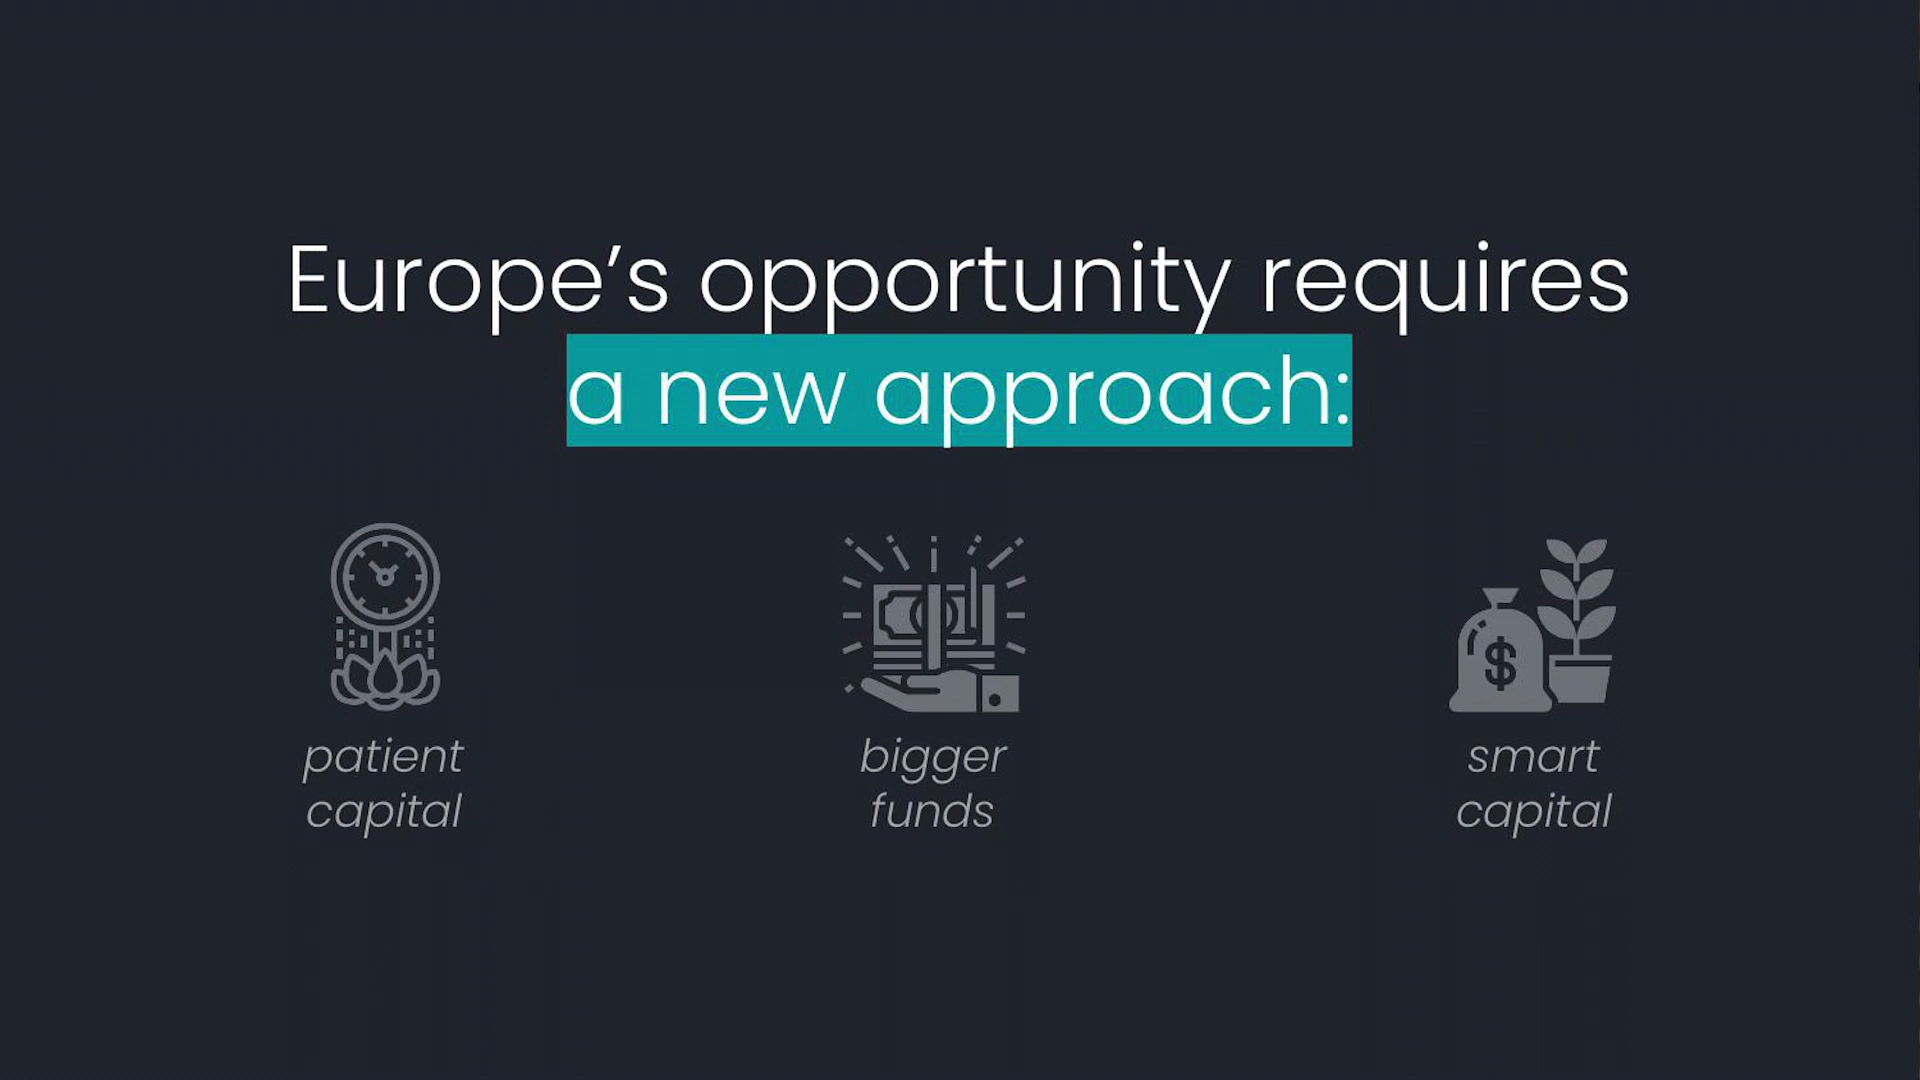 Europe’s opportunity requires
a new approach:
patient
capital
bigger
funds
$
smart
capital